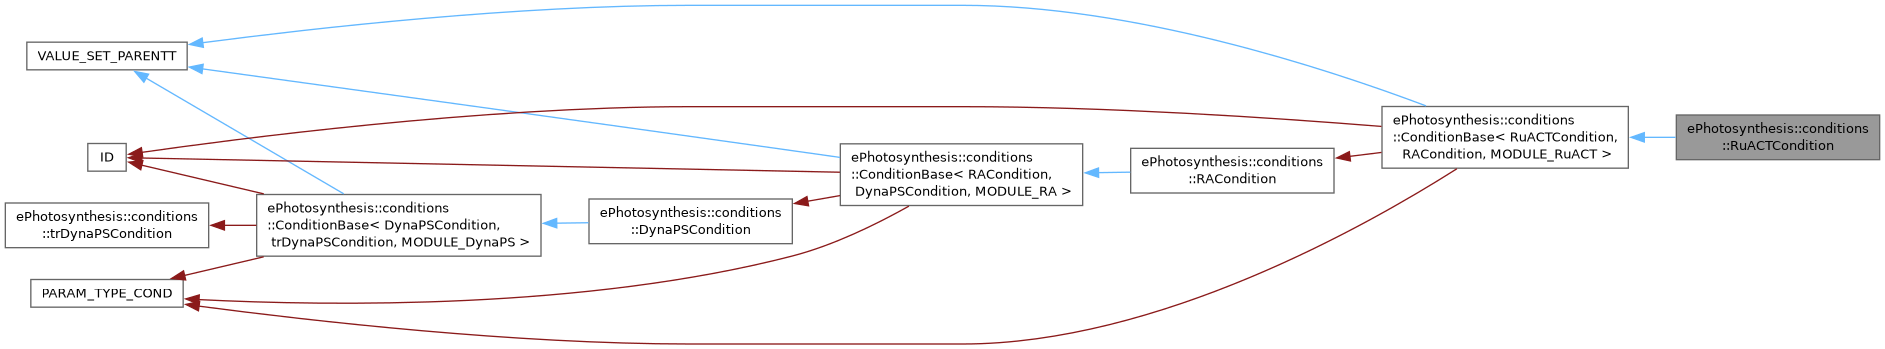 VALUE_SET_PARENTT
ID
ePhotosynthesis::conditions
::trDynaPSCondition
PARAM_TYPE_COND
ePhotosynthesis::conditions
::ConditionBase< DynaPSCondition,
trDynaPSCondition, MODULE_DynaPS >
ePhotosynthesis::conditions
::DynaPSCondition
ePhotosynthesis::conditions
::ConditionBase< RACondition,
DynaPSCondition, MODULE_RA >
ePhotosynthesis::conditions
::RACondition
ePhotosynthesis::conditions
::ConditionBase< RuACTCondition,
RACondition, MODULE_RuACT >
ePhotosynthesis::conditions
::RuACTCondition